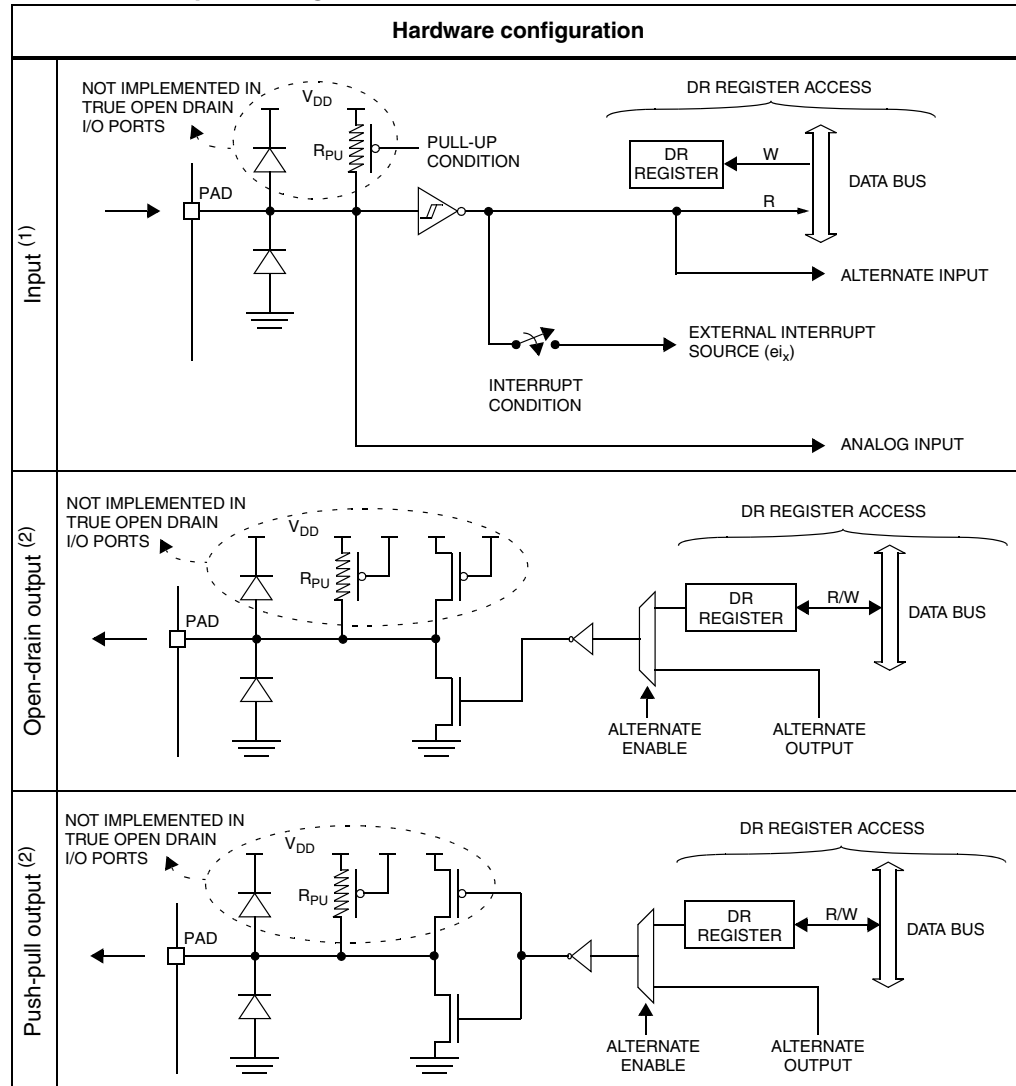 Hardware configuration
Input (1)
NOT IMPLEMENTED IN
TRUE OPEN DRAIN
I/O PORTS
VDD
RPU
PULL-UP
CONDITION
PAD
DR REGISTER ACCESS
DR
REGISTER
W
R
DATA BUS
ALTERNATE INPUT
EXTERNAL INTERRUPT
SOURCE (eix)
INTERRUPT
CONDITION
ANALOG INPUT
Open-drain output (2)
NOT IMPLEMENTED IN
TRUE OPEN DRAIN
I/O PORTS
VDD
RPU
PAD
DR REGISTER ACCESS
DR
REGISTER
R/W
DATA BUS
ALTERNATE
ENABLE
ALTERNATE
OUTPUT
Push-pull output (2)
NOT IMPLEMENTED IN
TRUE OPEN DRAIN
I/O PORTS
VDD
RPU
PAD
DR REGISTER ACCESS
DR
REGISTER
R/W
DATA BUS
ALTERNATE
ENABLE
ALTERNATE
OUTPUT